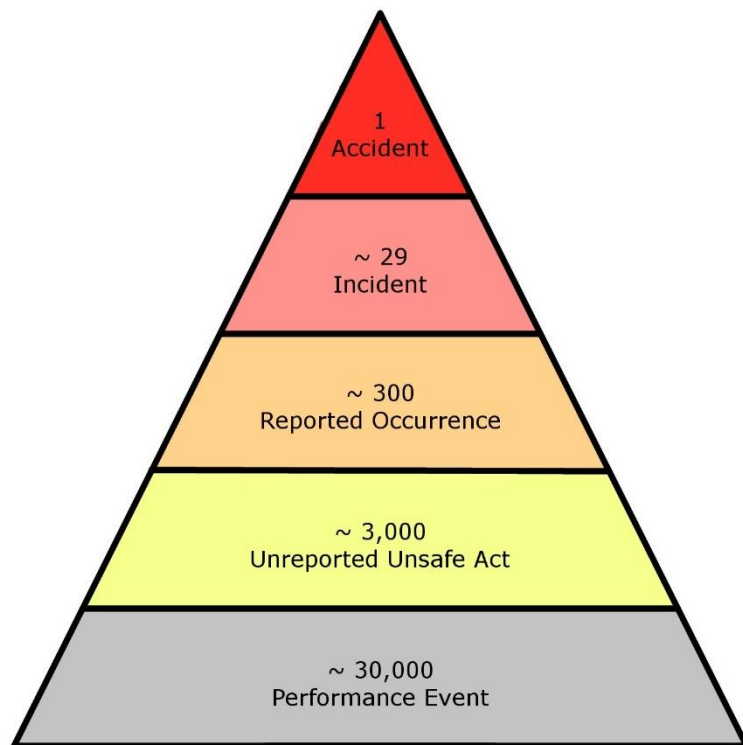 1
Accident
~ 29
Incident
~ 300
Reported Occurrence
~ 3,000
Unreported Unsafe Act
~ 30,000
Performance Event